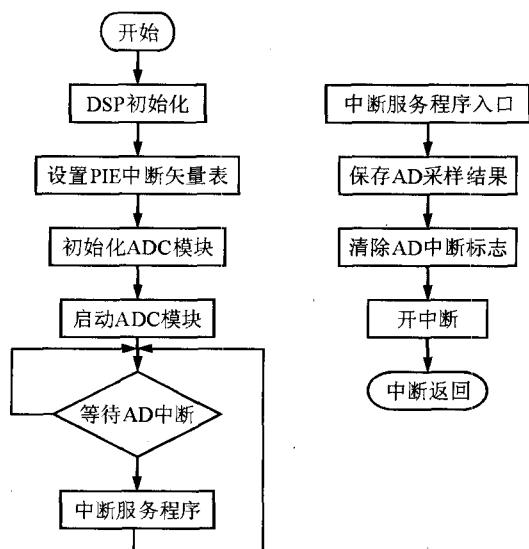 开始
DSP初始化
设置PIE中断矢量表
初始化ADC模块
启动ADC模块
等待AD中断
中断服务程序
中断服务程序入口
保存AD采样结果
清除AD中断标志
开中断
中断返回